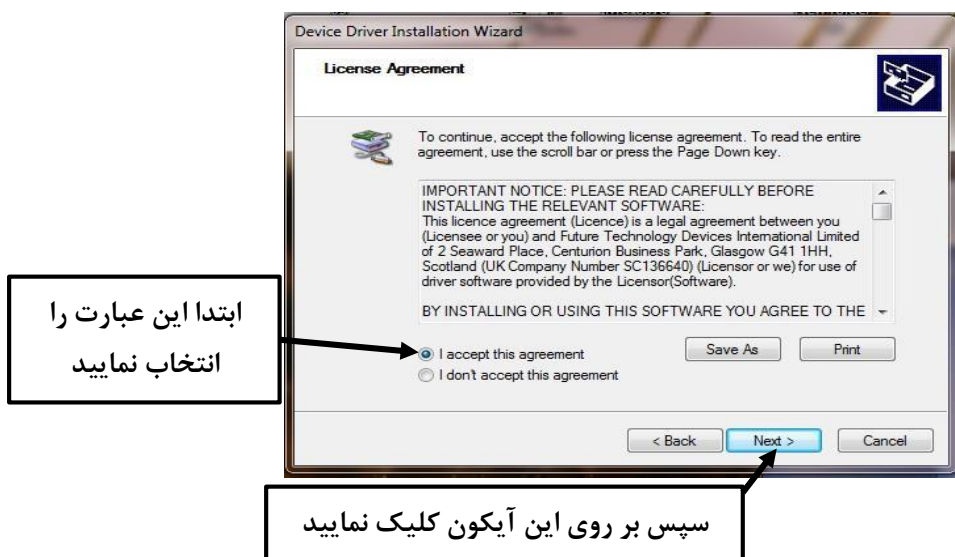 Device Driver Installation Wizard
License Agreement
To continue, accept the following license agreement. To read the entire
agreement, use the scroll bar or press the Page Down key.
IMPORTANT NOTICE: PLEASE READ CAREFULLY BEFORE
INSTALLING THE RELEVANT SOFTWARE:
This licence agreement (Licence) is a legal agreement between you
(Licensee or you) and Future Technology Devices International Limited
of 2 Seaward Place, Centurion Business Park, Glasgow G41 1HH,
Scotland (UK Company Number SC136640) (Licensor or we) for use of
driver software provided by the Licensor(Software).
BY INSTALLING OR USING THIS SOFTWARE YOU AGREE TO THE
ابتدا این عبارت را
انتخاب نمایید
I accept this agreement
Save As
Print
I don't accept this agreement
< Back
Next >
Cancel
سپس بر روی این آیکون کلیک نمایید